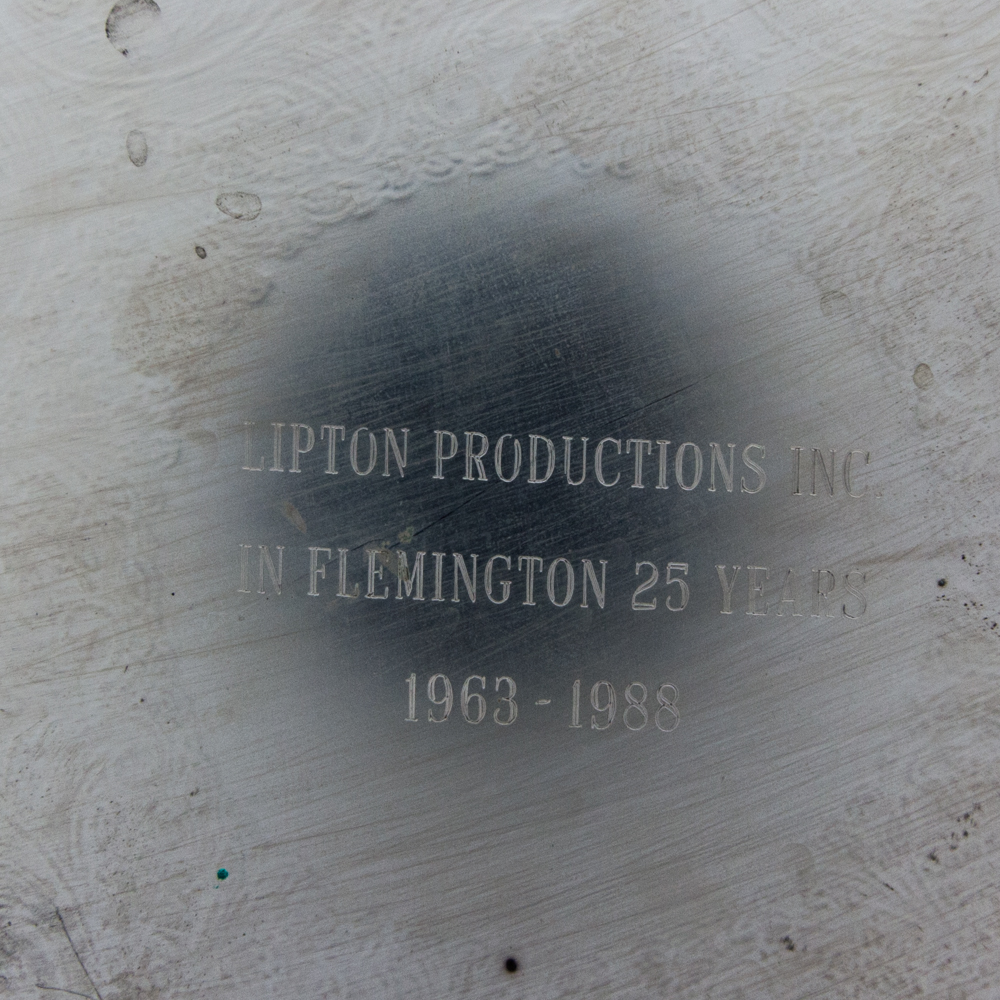 LIPTON PRODUCTIONS INC.
IN FLEMINGTON 25 YEARS
1963 - 1988